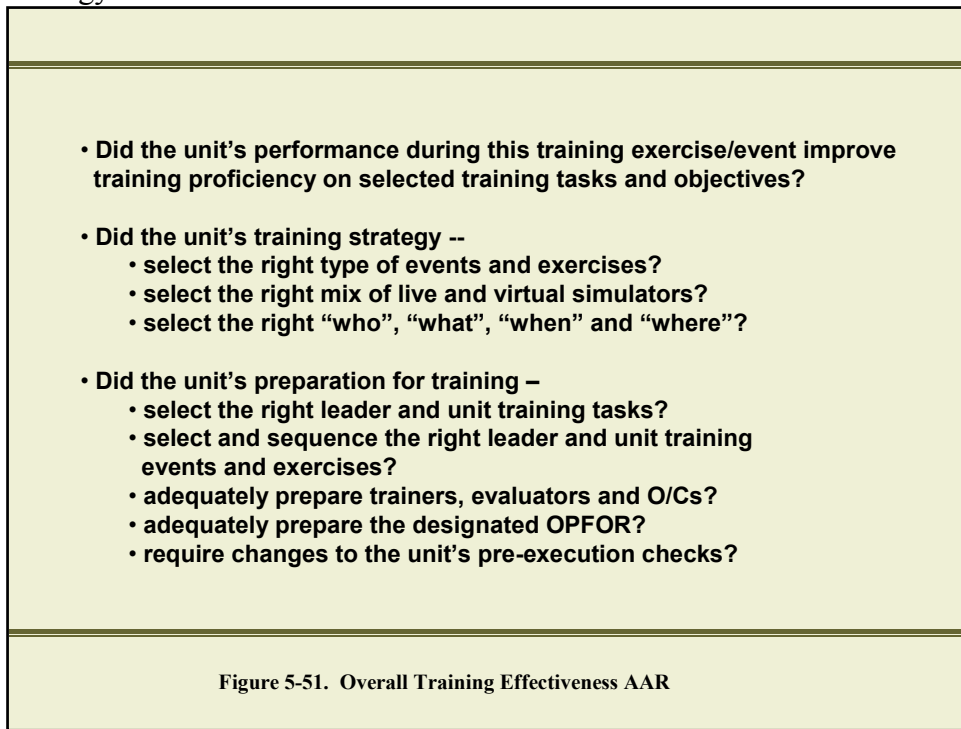 • Did the unit’s performance during this training exercise/event improve
training proficiency on selected training tasks and objectives?
• Did the unit’s training strategy --
• select the right type of events and exercises?
• select the right mix of live and virtual simulators?
• select the right “who”, “what”, “when” and “where”?
• Did the unit’s preparation for training –
• select the right leader and unit training tasks?
• select and sequence the right leader and unit training
events and exercises?
• adequately prepare trainers, evaluators and O/Cs?
• adequately prepare the designated OPFOR?
• require changes to the unit’s pre-execution checks?
Figure 5-51. Overall Training Effectiveness AAR